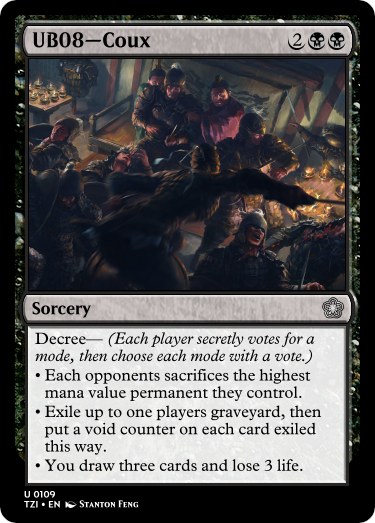 UB08—Coux 2
Sorcery
Decree— (Each player secretly votes for a
mode, then choose each mode with a vote.)
• Each opponents sacrifices the highest
mana value permanent they control.
• Exile up to one players graveyard, then
put a void counter on each card exiled
this way.
• You draw three cards and lose 3 life.
U 0109
TZI • EN Stanton Feng